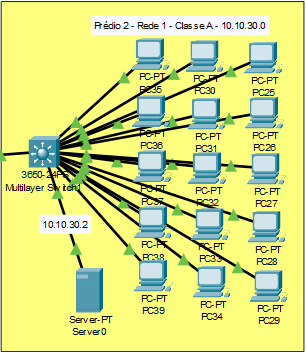 Prédio 2 - Rede 1 - Classe A - 10.10.30.0
PC-PT
PC35
PC-PT
PC30
PC-PT
PC25
PC-PT
PC36
PC-PT
PC31
PC-PT
PC26
3650-24PS
Multilayer Switch1
PC-PT
PC37
PC-PT
PC32
PC-PT
PC27
10.10.30.2
PC-PT
PC38
PC-PT
PC33
PC-PT
PC28
Server-PT
Server0
PC-PT
PC39
PC-PT
PC34
PC-PT
PC29